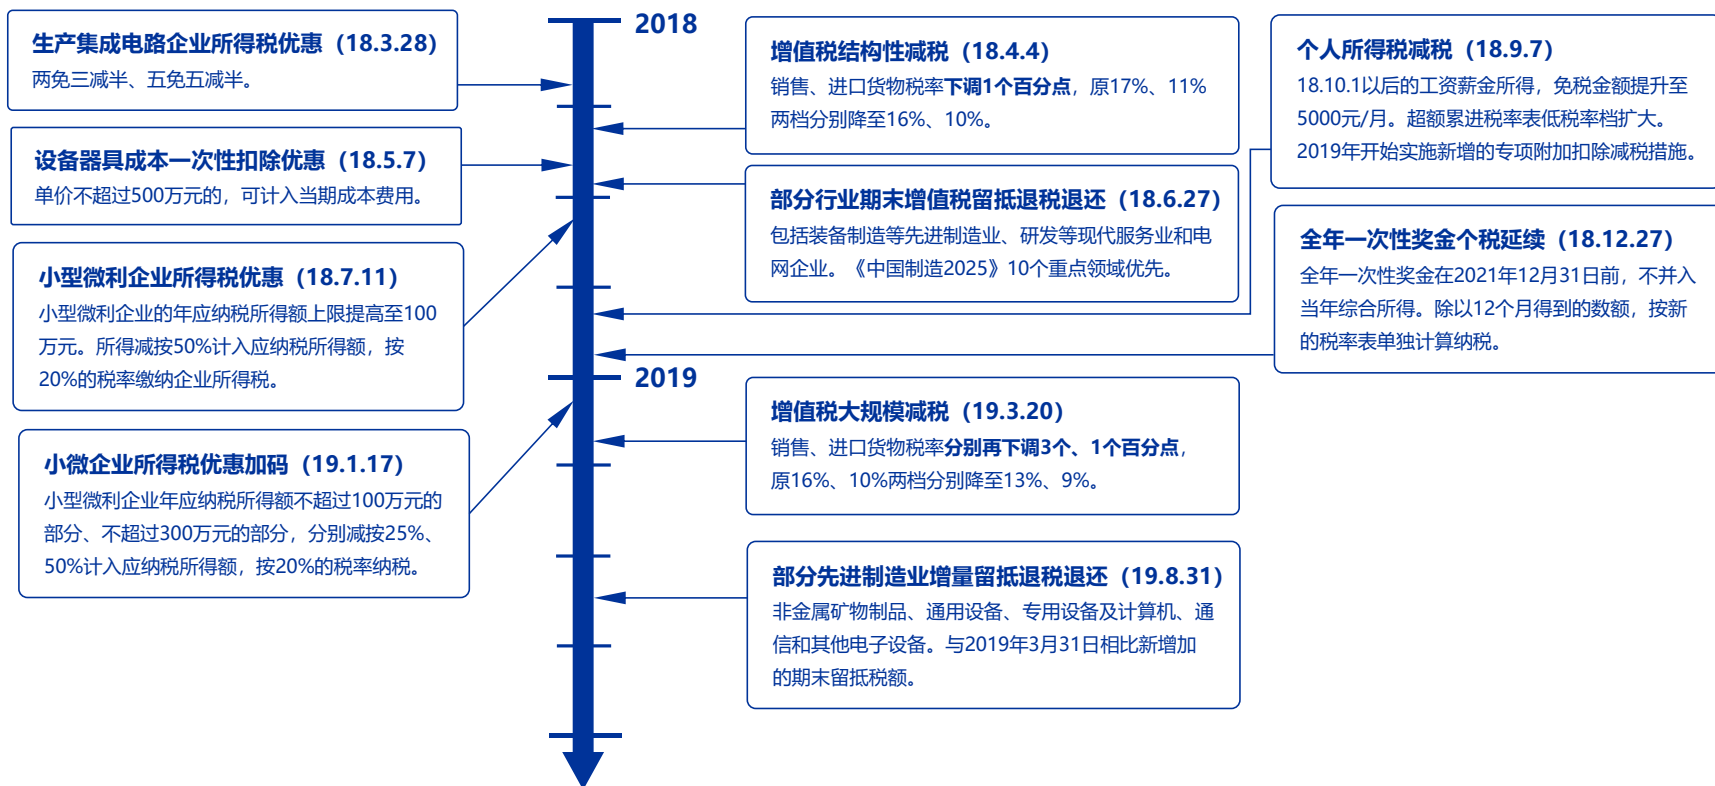 2018
生产集成电路企业所得税优惠（18.3.28）
两免三减半、五免五减半。
设备器具成本一次性扣除优惠（18.5.7）
单价不超过500万元的，可计入当期成本费用。
小型微利企业所得税优惠（18.7.11）
小型微利企业的年应纳税所得额上限提高至100
万元。所得减按50%计入应纳税所得额，按
20%的税率缴纳企业所得税。
小微企业所得税优惠加码（19.1.17）
小型微利企业年应纳税所得额不超过100万元的
部分、不超过300万元的部分，分别减按25%、
50%计入应纳税所得额，按20%的税率纳税。
增值税结构性减税（18.4.4）
销售、进口货物税率下调1个百分点，原17%、11%
两档分别降至16%、10%。
部分行业期末增值税留抵退税退还（18.6.27）
包括装备制造等先进制造业、研发等现代服务业和电
网企业。《中国制造2025》10个重点领域优先。
个人所得税减税（18.9.7）
18.10.1以后的工资薪金所得，免税金额提升至
5000元/月。超额累进税率表低税率档扩大。
2019年开始实施新增的专项附加扣除减税措施。
全年一次性奖金个税延续（18.12.27）
全年一次性奖金在2021年12月31日前，不并入
当年综合所得。除以12个月得到的数额，按新
的税率表单独计算纳税。
2019
增值税大规模减税（19.3.20）
销售、进口货物税率分别再下调3个、1个百分点，
原16%、10%两档分别降至13%、9%。
部分先进制造业增量留抵退税退还（19.8.31）
非金属矿物制品、通用设备、专用设备及计算机、通
信和其他电子设备。与2019年3月31日相比新增加
的期末留抵税额。